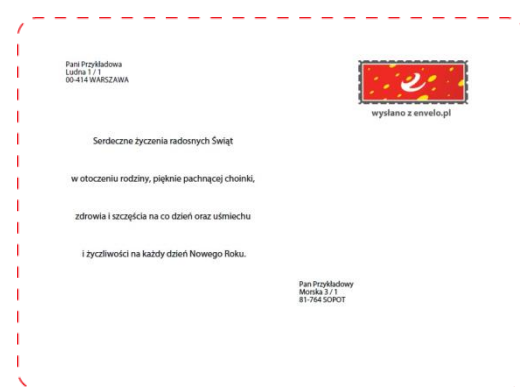 Pani Przykładowa
Ludna 1 / 1
00-414 WARSZAWA
wysłano z envelo.pl
Serdeczne życzenia radosnych Świąt
w otoczeniu rodziny, pięknie pachnącej choinki,
zdrowia i szczęścia na co dzień oraz uśmiechu
i życzliwości na każdy dzień Nowego Roku.
Pan Przykładowy
Morska 3 / 1
81-764 SOPOT